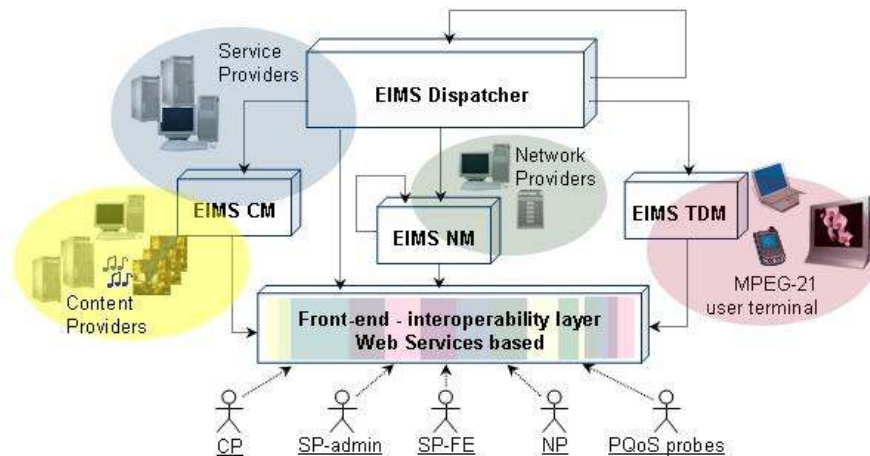 Service
Providers
EIMS Dispatcher
Network
Providers
EIMS CM
EIMS NM
EIMS TDM
Content
Providers
MPEG-21
user terminal
Front-end - interoperability layer
Web Services based
CP
SP-admin
SP-FE
NP
PQoS probes